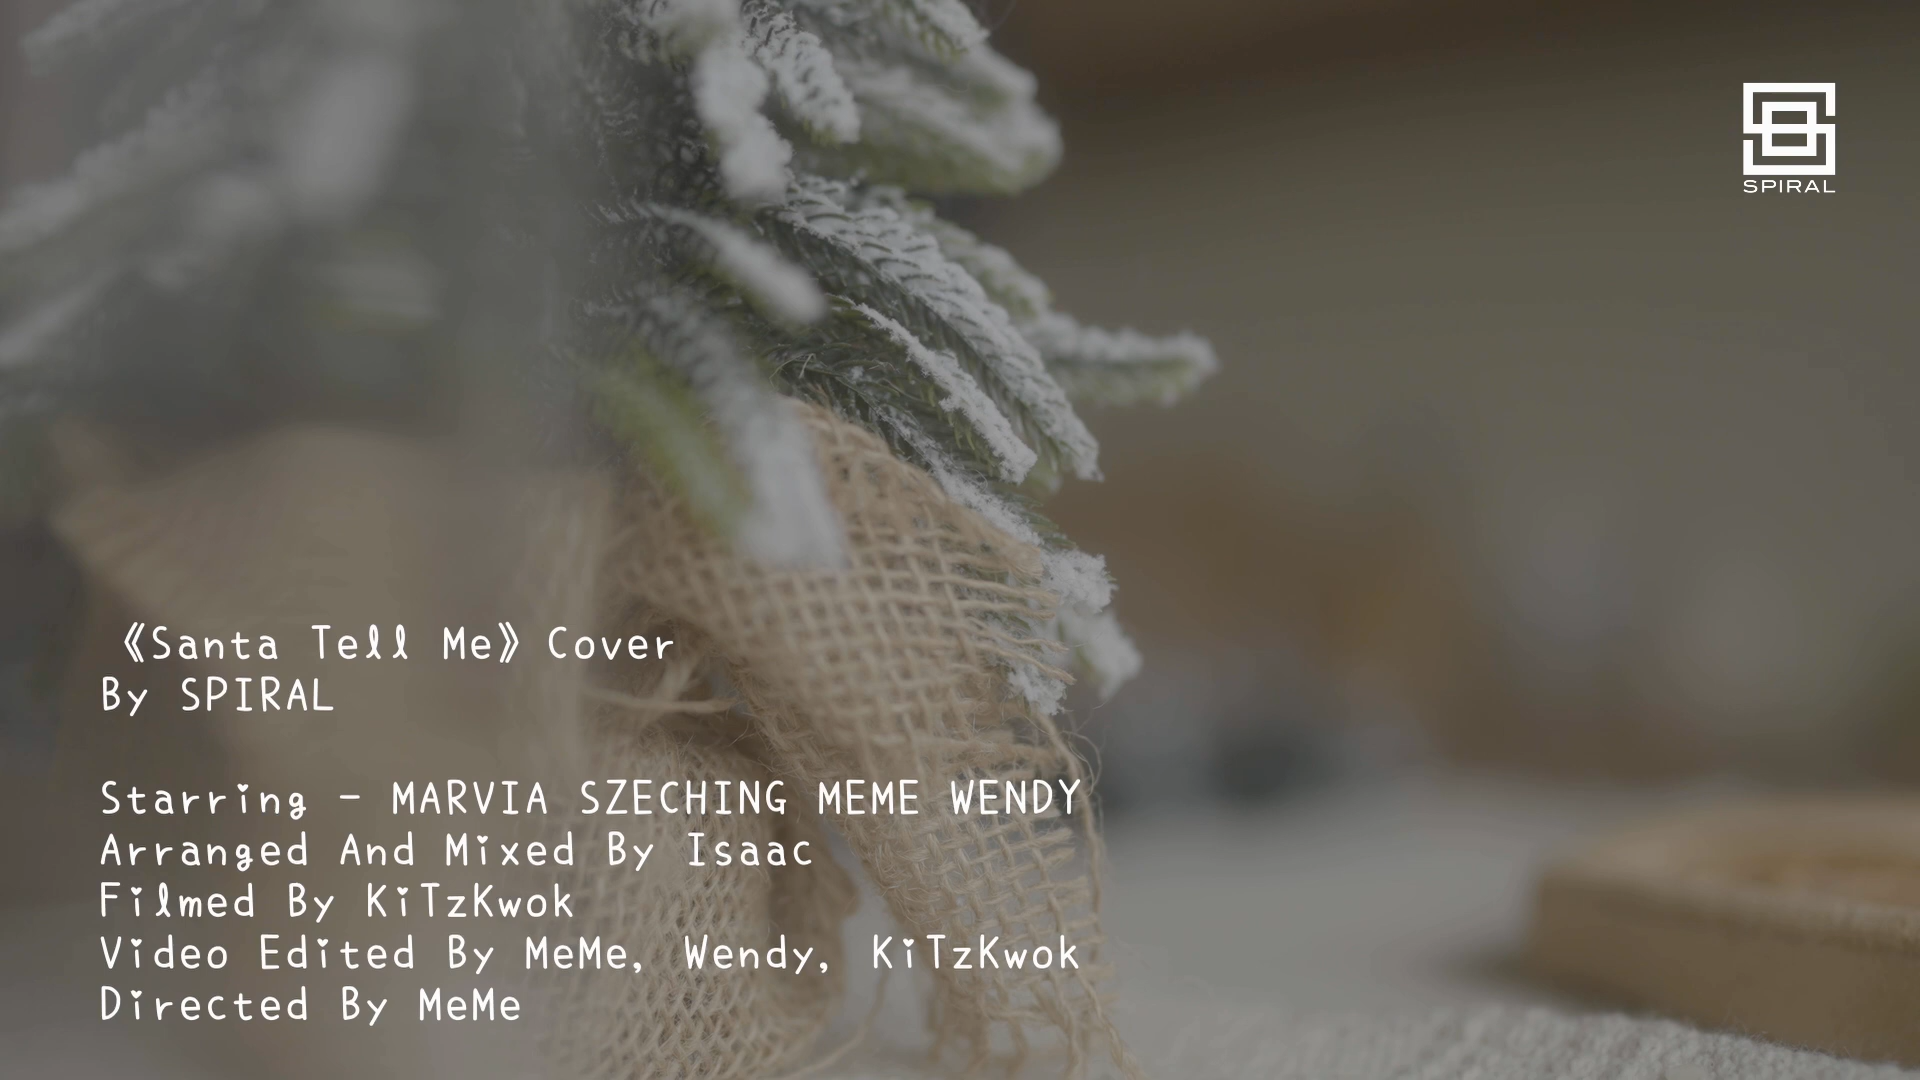 SPIRAL
《Santa Tell Me》Cover
By SPIRAL
Starring - MARVIA SZECHING MEME WENDY
Arranged And Mixed By Isaac
Filmed By KiTzKwok
Video Edited By MeMe, Wendy, KiTzKwok
Directed By MeMe